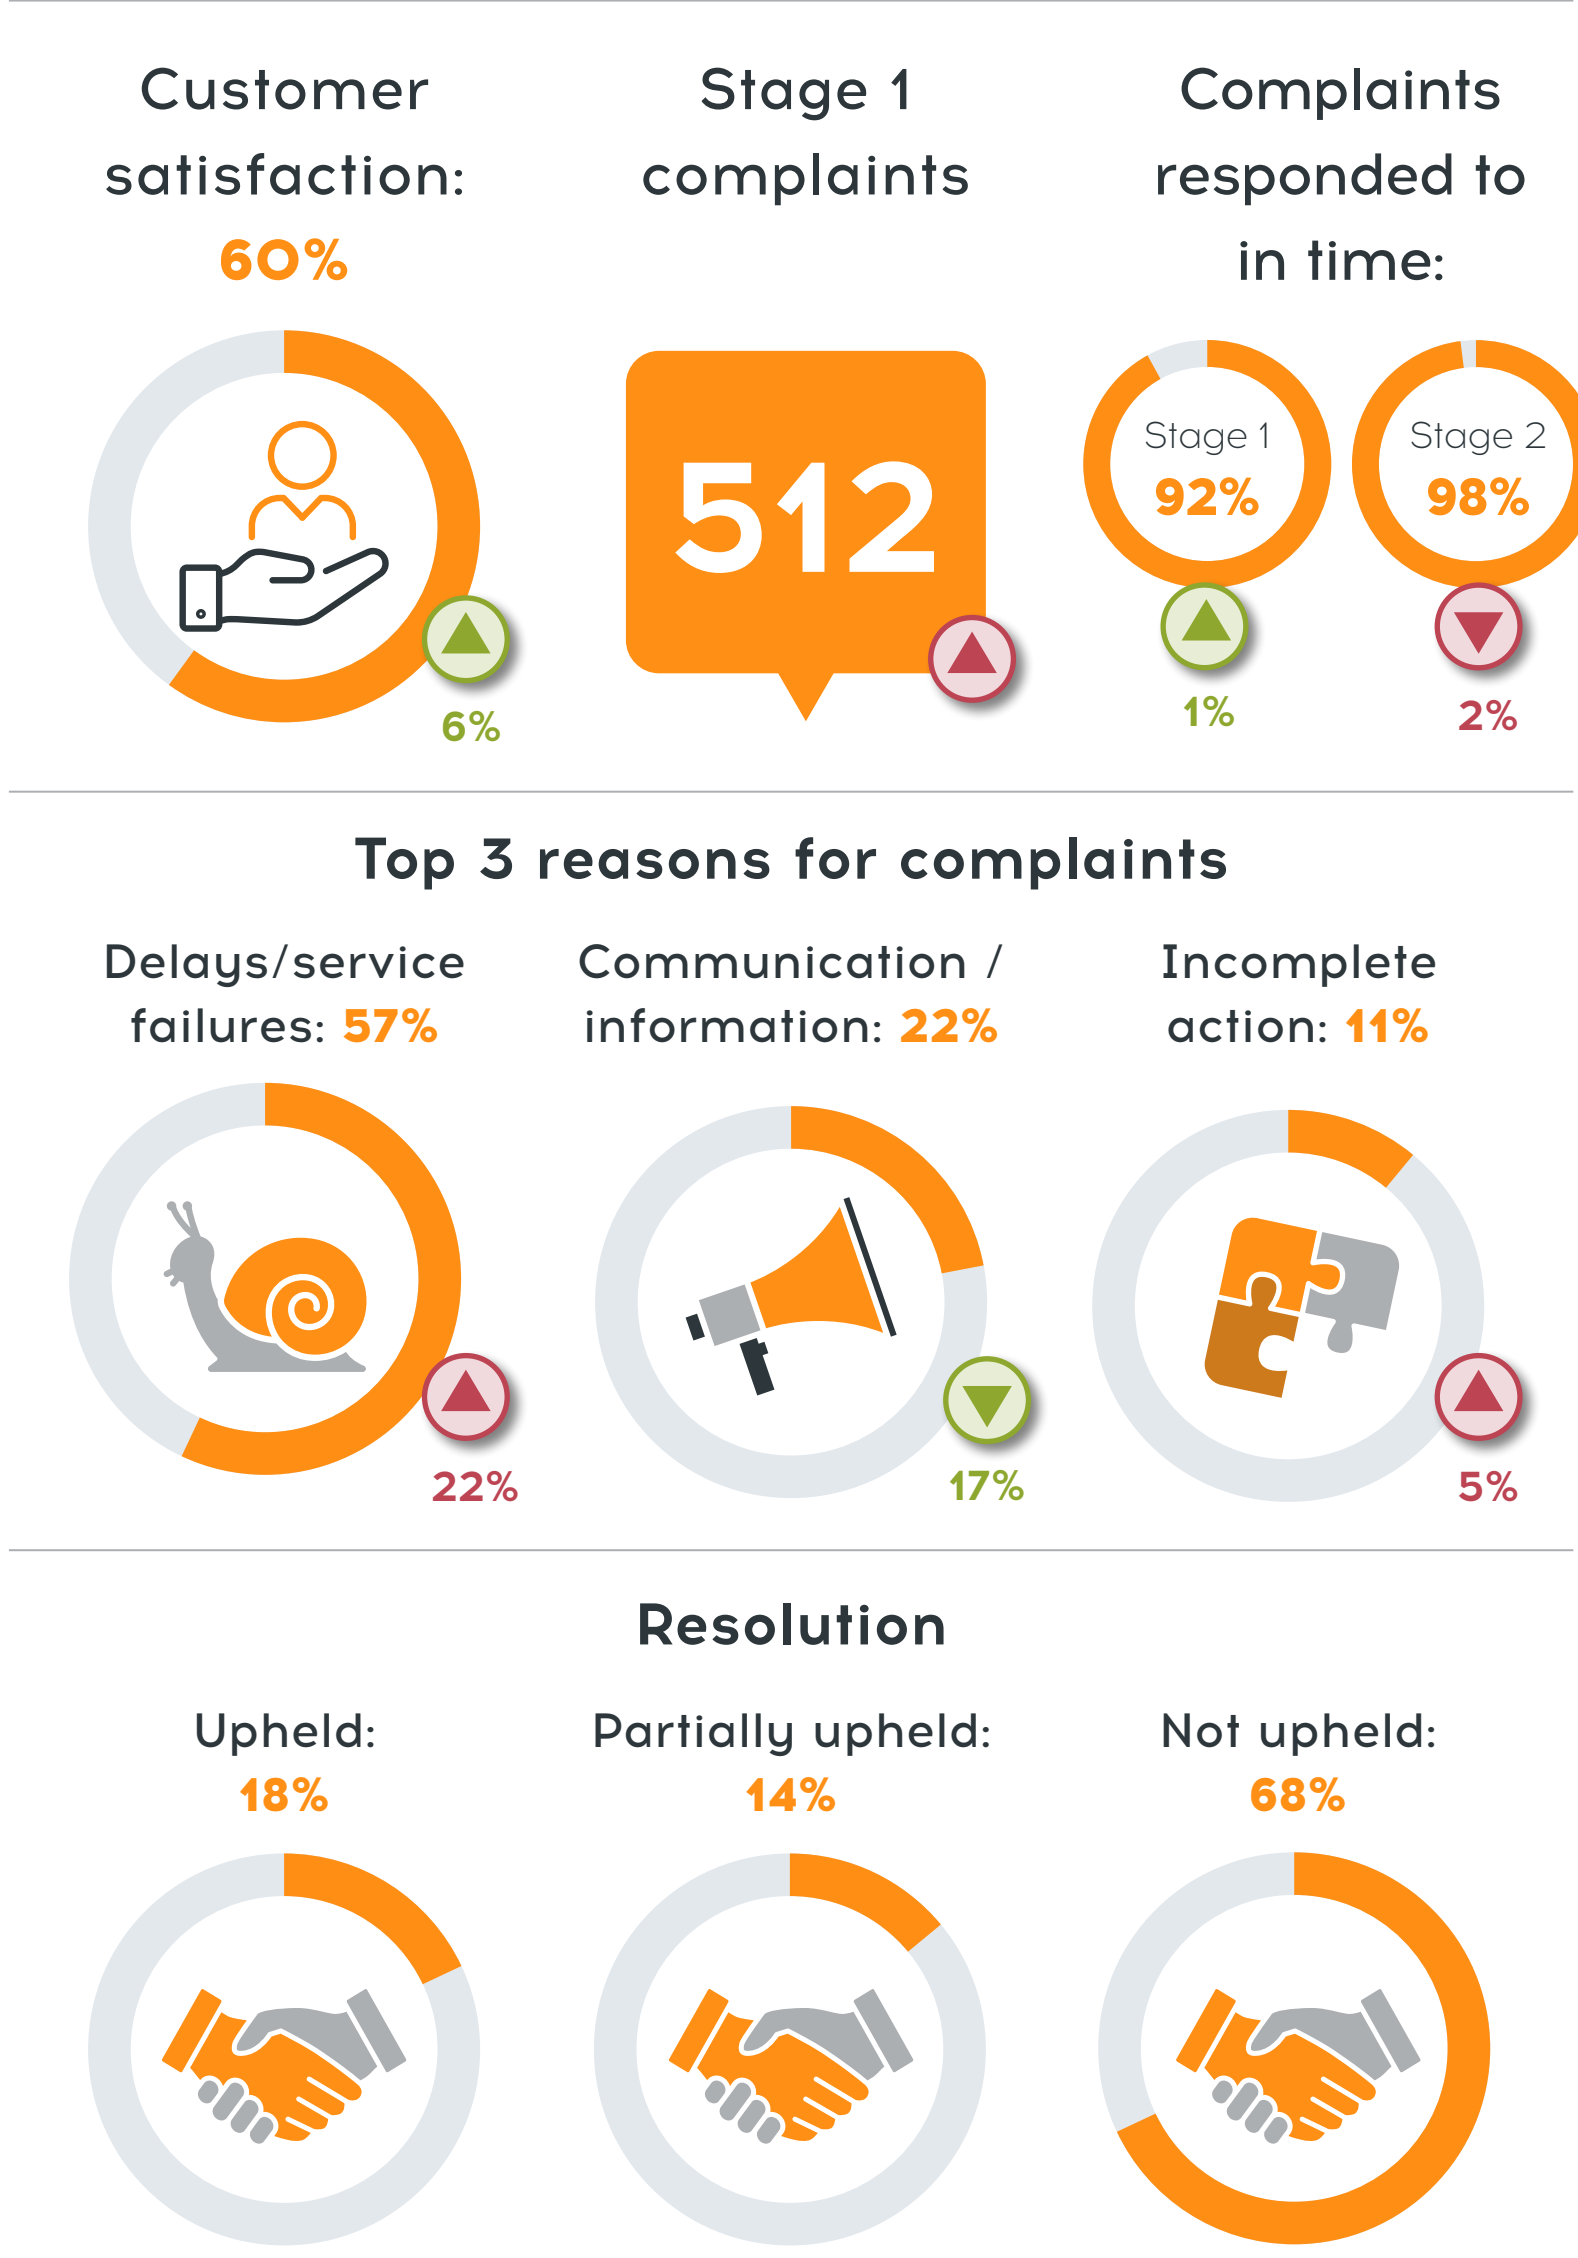 Customer
satisfaction:
60%
6%
Stage 1
complaints
512
Complaints
responded to
in time:
Stage 1
92%
1%
Stage 2
98%
2%
Top 3 reasons for complaints
Delays/service
failures: 57%
22%
Communication /
information: 22%
17%
Incomplete
action: 11%
5%
Resolution
Upheld:
18%
Partially upheld:
14%
Not upheld:
68%